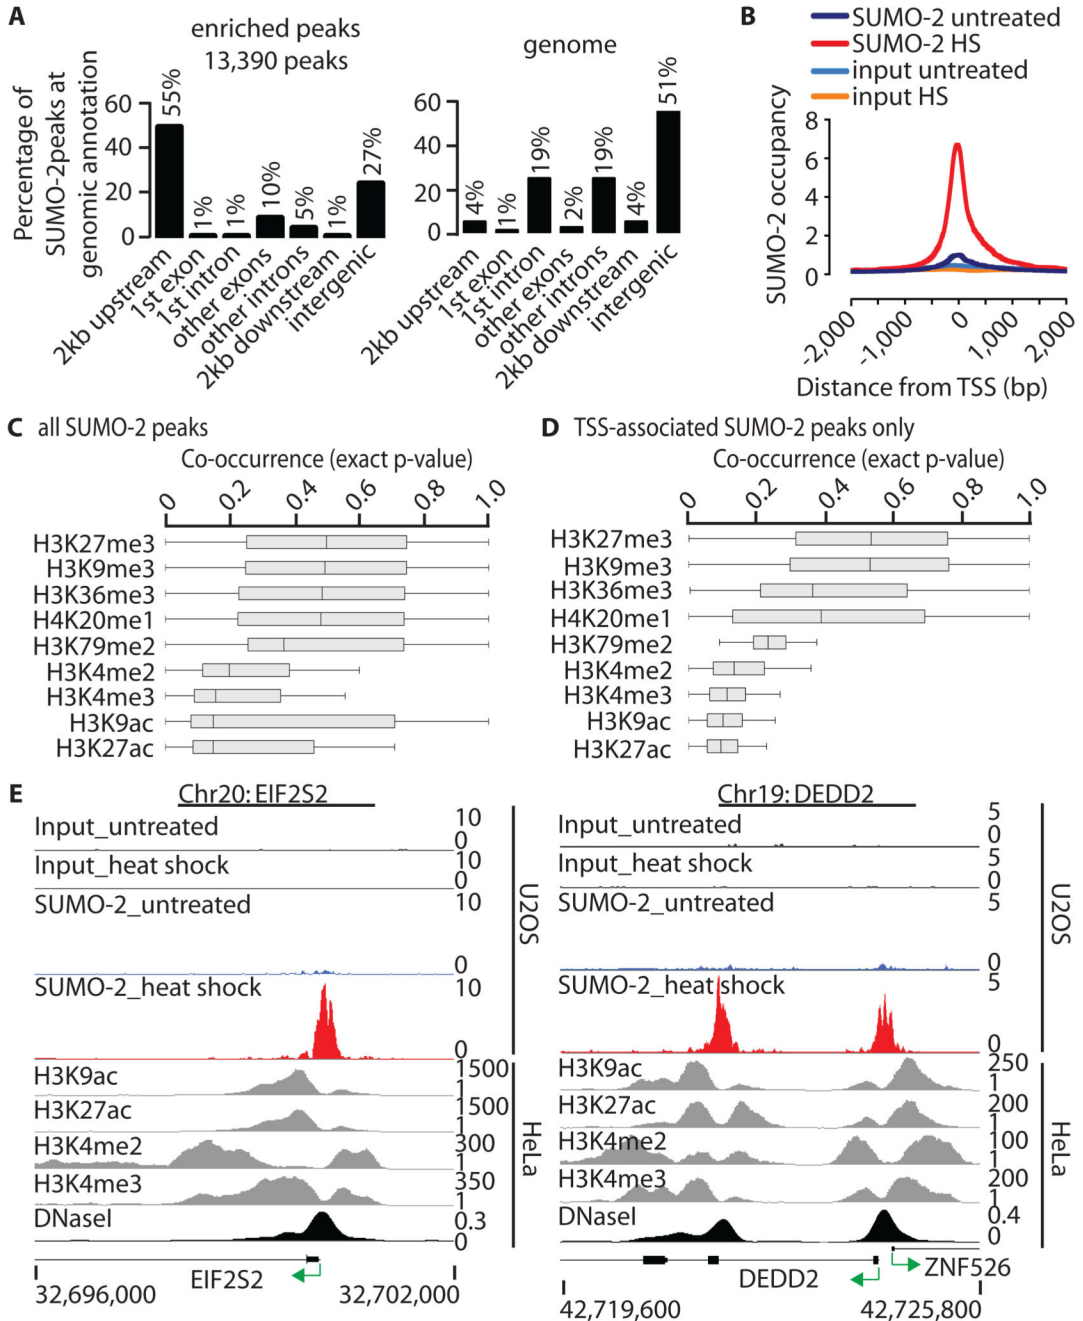 A
enriched peaks
13,390 peaks
genome
Percentage of
SUMO-2peaks at
genomic annotation
60
40
20
0
55%
1%
1%
10%
5%
1%
27%
2kb upstream
1st exon
1st intron
other exons
other introns
2kb downstream
intergenic
60
40
20
0
4%
1%
19%
2%
19%
4%
51%
2kb upstream
1st exon
1st intron
other exons
other introns
2kb downstream
intergenic
B
SUMO-2 untreated
SUMO-2 HS
input untreated
input HS
SUMO-2 occupancy
8
6
4
2
0
-2,000
-1,000
0
1,000
2,000
Distance from TSS (bp)
C all SUMO-2 peaks
Co-occurrence (exact p-value)
0 0.2 0.4 0.6 0.8 1.0
H3K27me3
H3K9me3
H3K36me3
H4K20me1
H3K79me2
H3K4me2
H3K4me3
H3K9ac
H3K27ac
D TSS-associated SUMO-2 peaks only
Co-occurrence (exact p-value)
0 0.2 0.4 0.6 0.8 1.0
H3K27me3
H3K9me3
H3K36me3
H4K20me1
H3K79me2
H3K4me2
H3K4me3
H3K9ac
H3K27ac
E
Chr20: EIF2S2
Input_untreated 10
0
Input_heat shock 10
0
SUMO-2_untreated 10
0
SUMO-2_heat shock 10
0
U2OS
H3K9ac 1500
1
H3K27ac 1500
1
H3K4me2 300
1
H3K4me3 350
1
DNaseI 0.3
0
HeLa
EIF2S2
32,696,000 32,702,000
Chr19: DEDD2
Input_untreated 5
0
Input_heat shock 5
0
SUMO-2_untreated 5
0
SUMO-2_heat shock 5
0
U2OS
H3K9ac 250
1
H3K27ac 200
1
H3K4me2 100
1
H3K4me3 200
1
DNaseI 0.4
0
HeLa
DEDD2 ZNF526
42,719,600 42,725,800